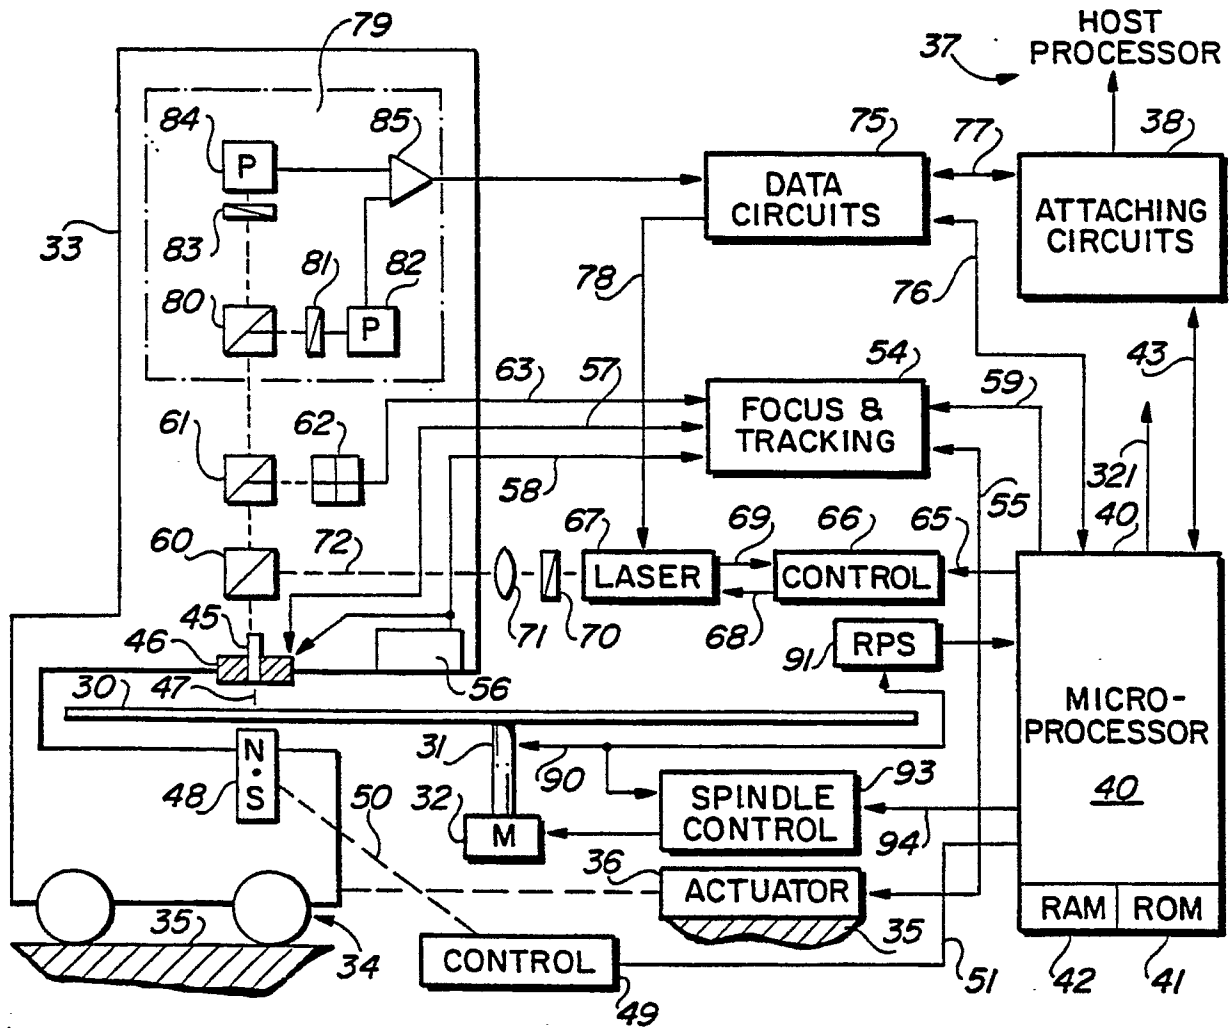 HOST
PROCESSOR
37
79
84
85
P
75
77
38
DATA
CIRCUITS
ATTACHING
CIRCUITS
33
83
81
82
78
76
80
P
63
57
54
59
43
61
62
FOCUS &
TRACKING
58
321
55
40
60
72
67
69
66
65
LASER
CONTROL
45
71
70
68
46
91
RPS
47
56
30
MICRO-
PROCESSOR
40
31
90
N
S
48
50
93
32
SPINDLE
CONTROL
M
94
36
ACTUATOR
RAM
ROM
35
34
35
CONTROL
49
51
42
41